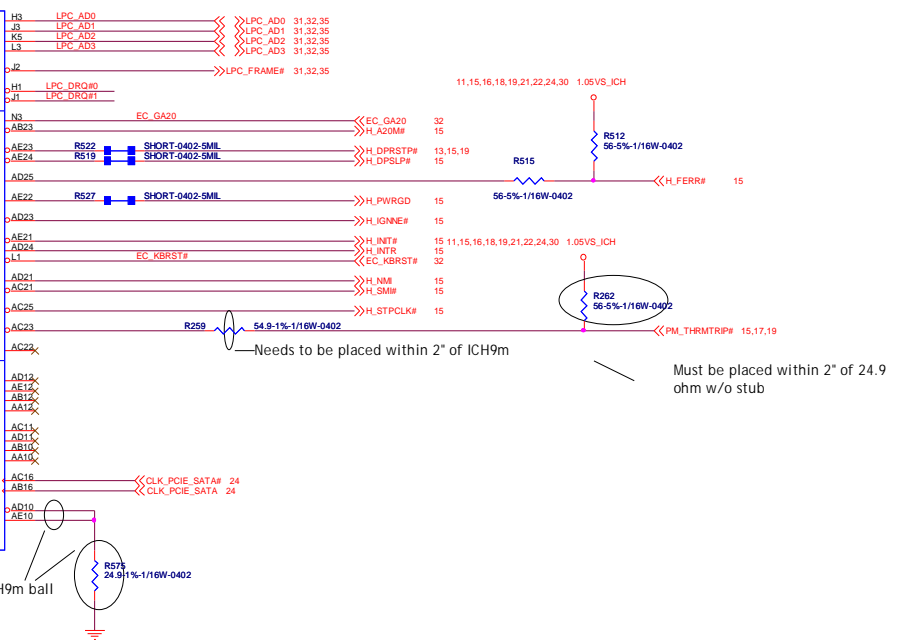 H3 LPC_AD0 LPC_AD0 31,32,35
J3 LPC_AD1 LPC_AD1 31,32,35
K5 LPC_AD2 LPC_AD2 31,32,35
L3 LPC_AD3 LPC_AD3 31,32,35
J2 LPC_FRAME# 31,32,35
H1 LPC_DRQ#0
J1 LPC_DRQ#1
11,15,16,18,19,21,22,24,30 1.05VS_ICH
N3 EC_GA20 EC_GA20 32
AB23 H_A20M# 15
R512
56-5%-1/16W-0402
AE23 R522 SHORT-0402-5MIL H_DPRSTP# 13,15,19
AE24 R519 SHORT-0402-5MIL H_DPSLP# 15
R515
AD25 H_FERR# 15
56-5%-1/16W-0402
AE22 R527 SHORT-0402-5MIL H_PWRGD 15
AD23 H_IGNNE# 15
AE21 H_INIT# 15 11,15,16,18,19,21,22,24,30 1.05VS_ICH
AD24 H_INTR 15
L1 EC_KBRST# EC_KBRST# 32
AD21 H_NMI 15
AC21 H_SMI# 15
R262
56-5%-1/16W-0402
AC25 H_STPCLK# 15
AC23 R259 54.9-1%-1/16W-0402 PM_THRMTRIP# 15,17,19
AC22
Needs to be placed within 2" of ICH9m
Must be placed within 2" of 24.9
ohm w/o stub
AD12
AE12
AB12
AA12
AC11
AD11
AB10
AA10
AC16 CLK_PCIE_SATA# 24
AB16 CLK_PCIE_SATA 24
AD10
AE10
R575
24.9-1%-1/16W-0402
H9m ball